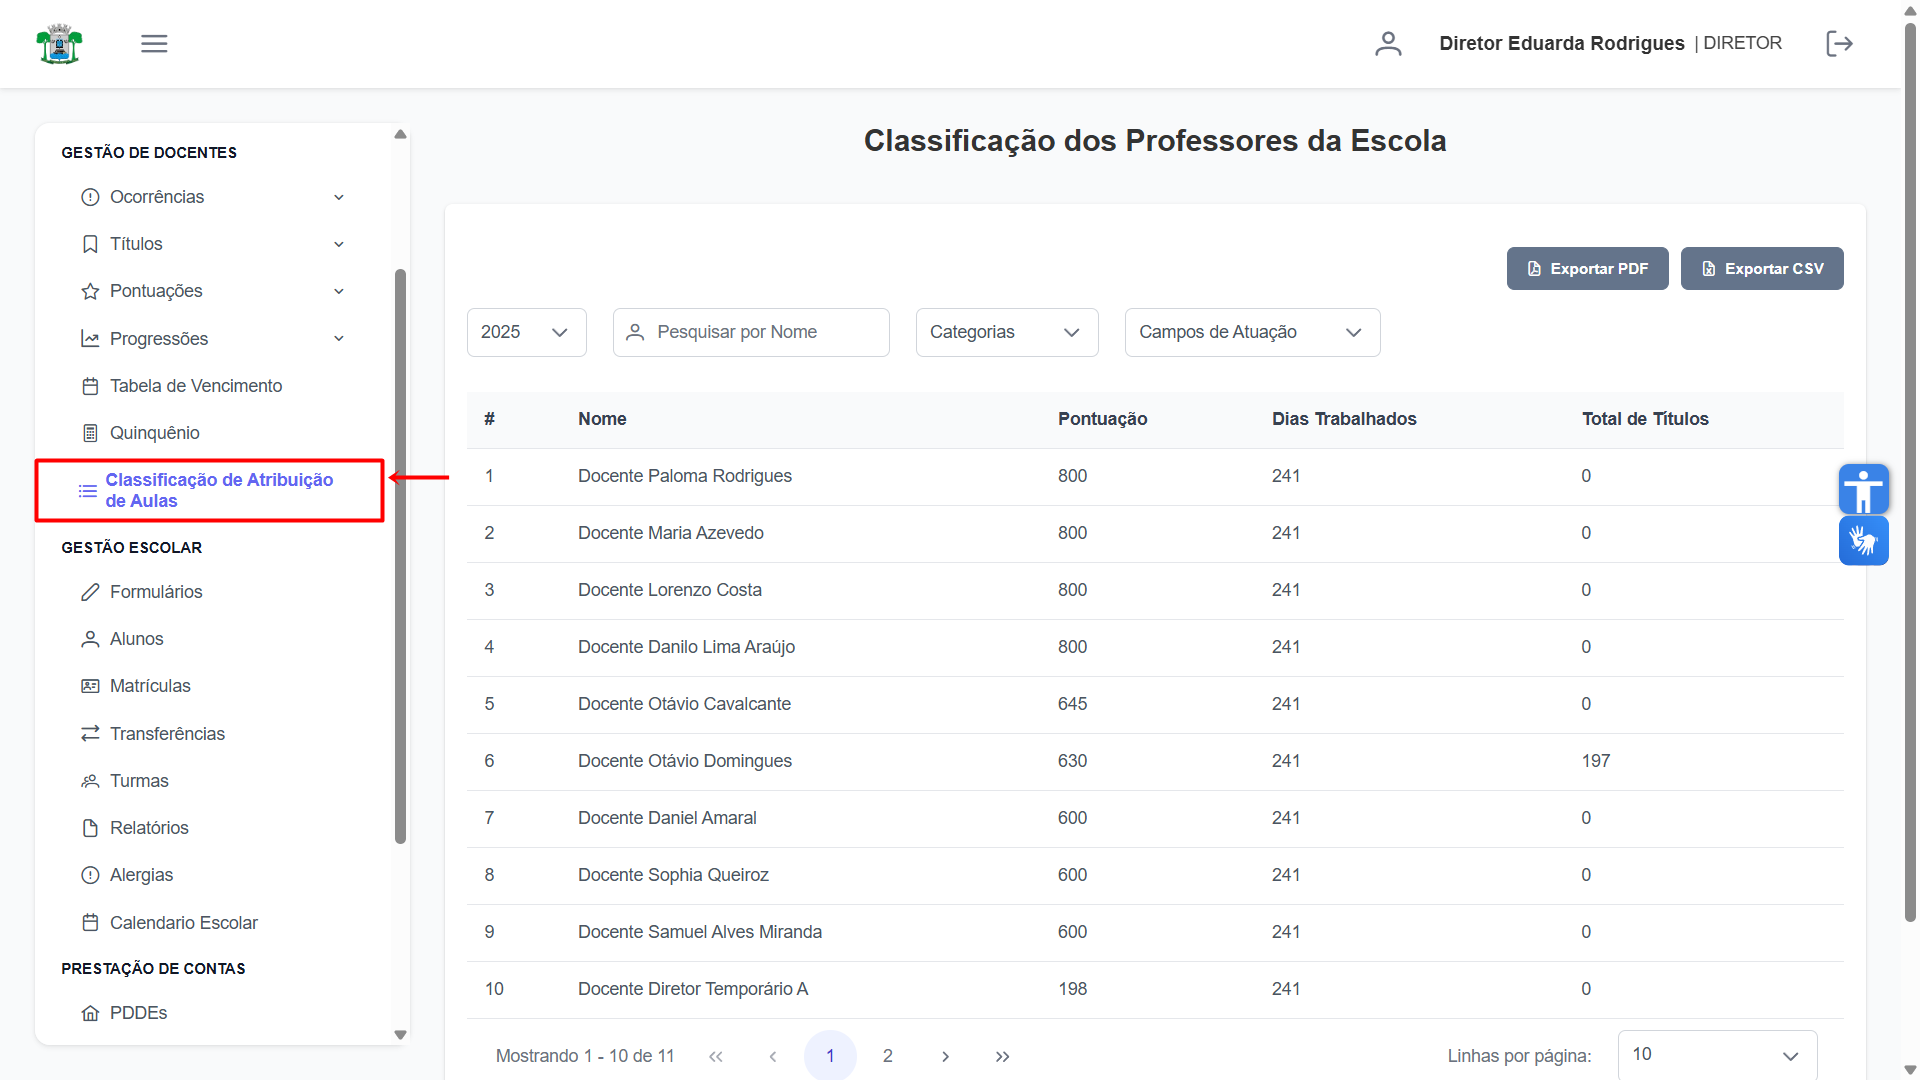 Diretor Eduarda Rodrigues | DIRETOR
GESTÃO DE DOCENTES
Ocorrências
Títulos
Pontuações
Progressões
Tabela de Vencimento
Quinquênio
Classificação de Atribuição
de Aulas
GESTÃO ESCOLAR
Formulários
Alunos
Matrículas
Transferências
Turmas
Relatórios
Alergias
Calendario Escolar
PRESTAÇÃO DE CONTAS
PDDEs
Classificação dos Professores da Escola
Exportar PDF Exportar CSV
2025 Pesquisar por Nome Categorias Campos de Atuação
# Nome Pontuação Dias Trabalhados Total de Títulos
1 Docente Paloma Rodrigues 800 241 0
2 Docente Maria Azevedo 800 241 0
3 Docente Lorenzo Costa 800 241 0
4 Docente Danilo Lima Araújo 800 241 0
5 Docente Otávio Cavalcante 645 241 0
6 Docente Otávio Domingues 630 241 197
7 Docente Daniel Amaral 600 241 0
8 Docente Sophia Queiroz 600 241 0
9 Docente Samuel Alves Miranda 600 241 0
10 Docente Diretor Temporário A 198 241 0
Mostrando 1 - 10 de 11 « ‹ 1 2 › » Linhas por página: 10